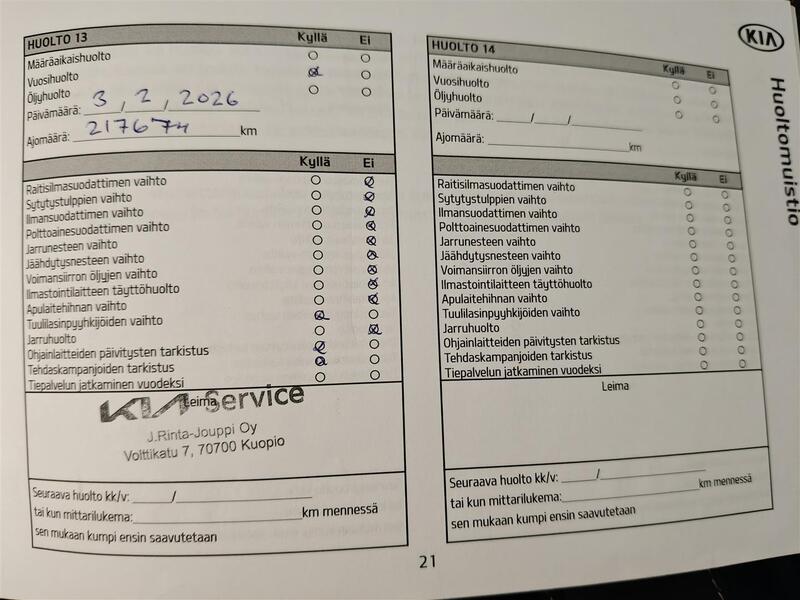 HUOLTO 13 Kyllä Ei
Määräaikaishuolto
Vuosihuolto
Öljyhuolto
Päivämäärä: 3, 2, 2026
Ajomäärä: 217674 km
Kyllä Ei
Raitisilmasuodattimen vaihto
Sytytystulppien vaihto
Ilmansuodattimen vaihto
Polttoainesuodattimen vaihto
Jarrunesteen vaihto
Jäähdytysnesteen vaihto
Voimansiirron öljyjen vaihto
Ilmastointilaitteen täyttöhuolto
Apulaitehihnan vaihto
Tuulilasinpyyhkijöiden vaihto
Jarruhuolto
Ohjainlaitteiden päivitysten tarkistus
Tehdaskampanjoiden tarkistus
Tiepalvelun jatkaminen vuodeksi
Leima
KIA-Service
J.Rinta-Jouppi Oy
Volttikatu 7, 70700 Kuopio
Seuraava huolto kk/v: /
tai kun mittarilukema: km mennessä
sen mukaan kumpi ensin saavutetaan
HUOLTO 14 Kyllä Ei
Määräaikaishuolto
Vuosihuolto
Öljyhuolto
Päivämäärä: / /
Ajomäärä: km
Kyllä Ei
Raitisilmasuodattimen vaihto
Sytytystulppien vaihto
Ilmansuodattimen vaihto
Polttoainesuodattimen vaihto
Jarrunesteen vaihto
Jäähdytysnesteen vaihto
Voimansiirron öljyjen vaihto
Ilmastointilaitteen täyttöhuolto
Apulaitehihnan vaihto
Tuulilasinpyyhkijöiden vaihto
Jarruhuolto
Ohjainlaitteiden päivitysten tarkistus
Tehdaskampanjoiden tarkistus
Tiepalvelun jatkaminen vuodeksi
Leima
Seuraava huolto kk/v: /
tai kun mittarilukema: km mennessä
sen mukaan kumpi ensin saavutetaan
KIA
Huoltomuistio
21